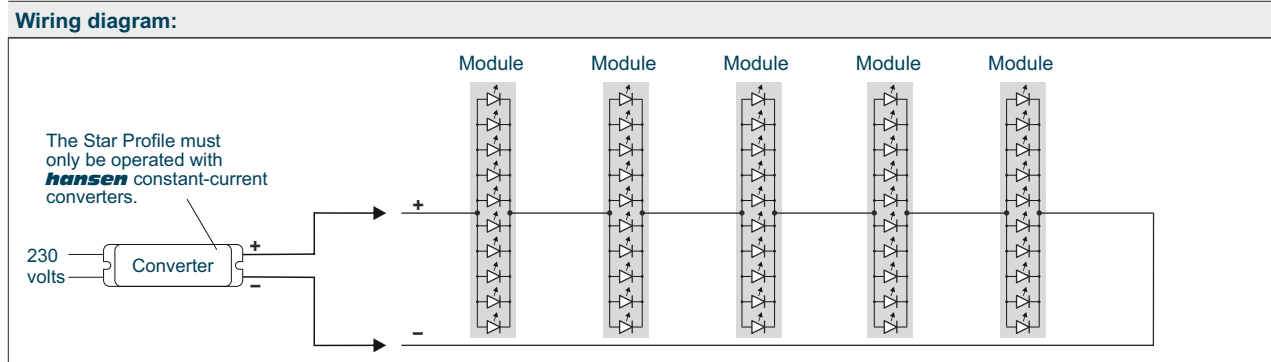 Wiring diagram:
Module Module Module Module Module
The Star Profile must
only be operated with
hansen constant-current
converters.
230
volts
Converter
+
−
+
−